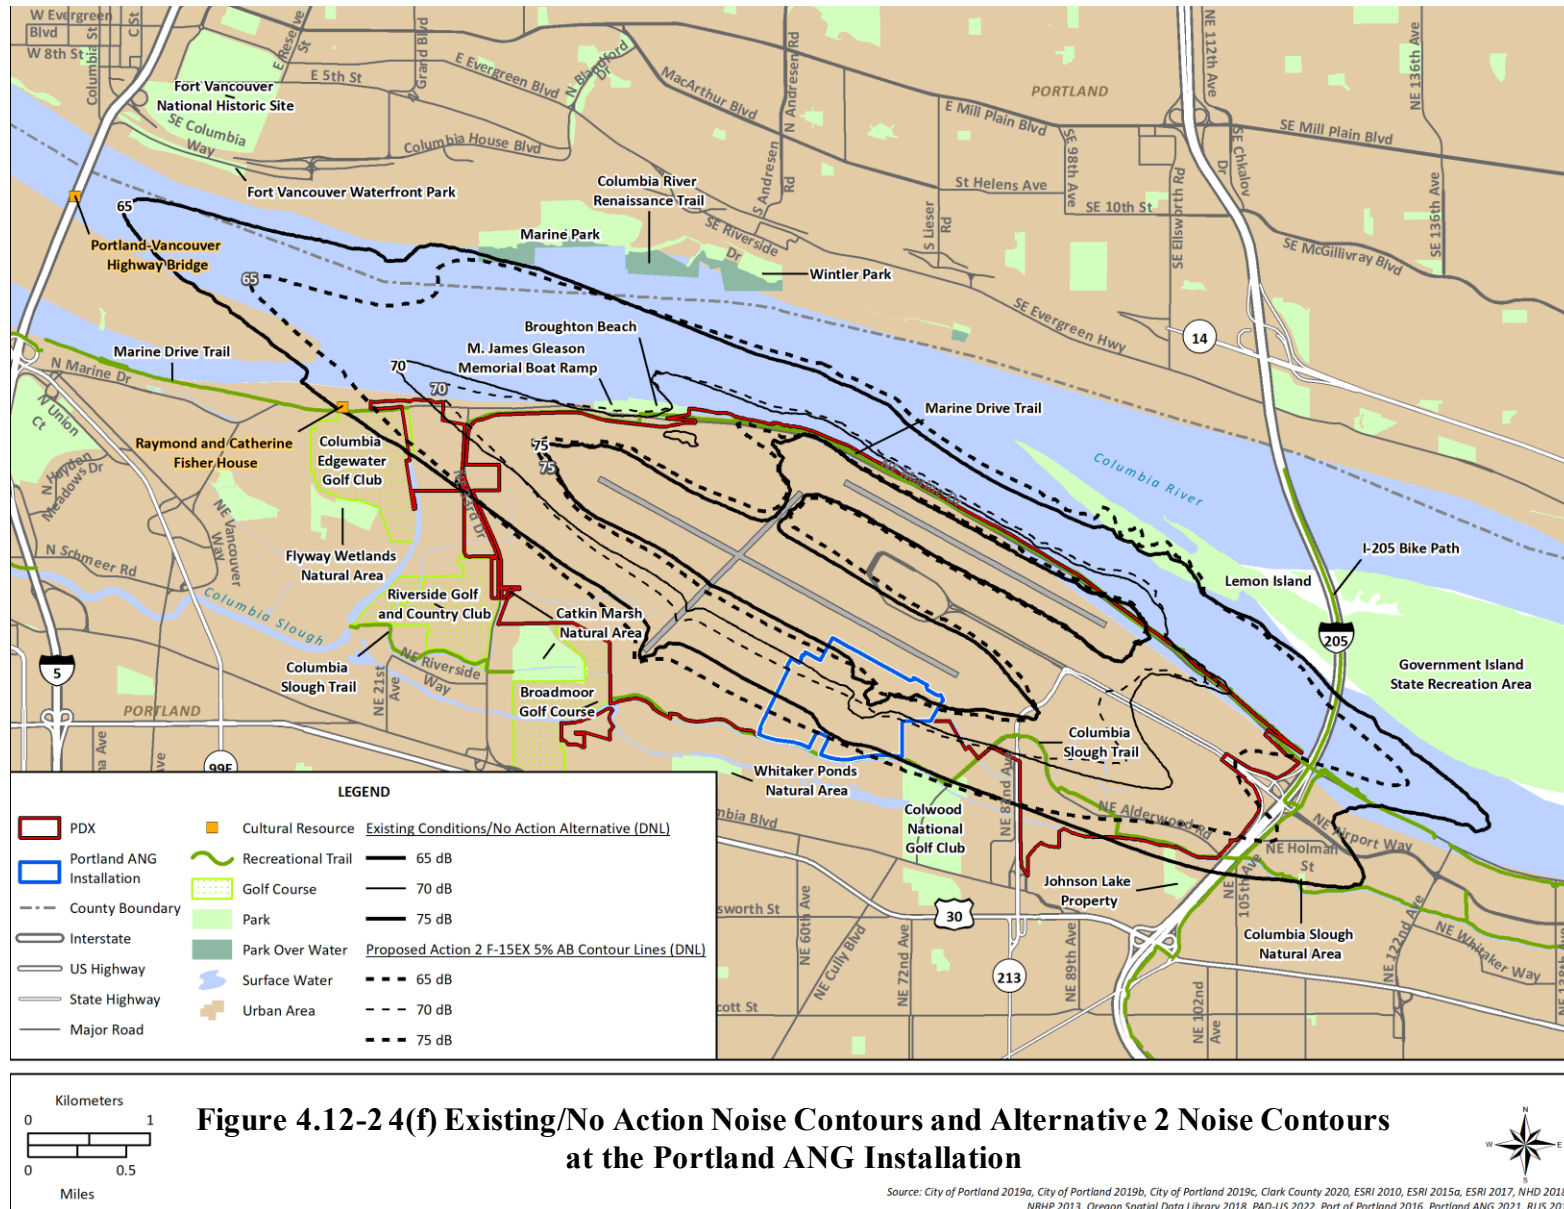 W Evergreen
Blvd
W 8th St
Columbia St
C St
E Reserve
St
Grand Blvd
E 5th St
E Evergreen Blvd
N Blandford
Dr
MacArthur Blvd
N Andresen Rd
PORTLAND
NE 112th Ave
NE 136th Ave
Fort Vancouver
National Historic Site
SE Columbia
Way
Columbia House Blvd
E Mill Plain Blvd
SE Mill Plain Blvd
SE 98th Ave
SE Chkalov
Dr
Fort Vancouver Waterfront Park
Columbia River
Renaissance Trail
S Andresen
Rd
St Helens Ave
SE 10th St
SE Ellsworth Rd
SE 136th Ave
S Lieser
Rd
SE McGillivray Blvd
65
Portland-Vancouver
Highway Bridge
Marine Park
SE Riverside
Dr
Wintler Park
65
SE Evergreen Hwy
14
Broughton Beach
M. James Gleason
Memorial Boat Ramp
Marine Drive Trail
N Marine Dr
70
70
N Union
Ct
Marine Drive Trail
Raymond and Catherine
Fisher House
Columbia
Edgewater
Golf Club
75
75
Columbia River
N Hayden
Meadows Dr
NE Vancouver
Way
N Schmeer Rd
Flyway Wetlands
Natural Area
I-205 Bike Path
Lemon Island
Columbia Slough
Riverside Golf
and Country Club
Catkin Marsh
Natural Area
205
5
Columbia
Slough Trail
NE Riverside
Way
NE 21st
Ave
Government Island
State Recreation Area
PORTLAND
Broadmoor
Golf Course
Columbia
Slough Trail
99E
Whitaker Ponds
Natural Area
NE 82nd Ave
Colwood
National
Golf Club
NE Alderwood Rd
NE Airport Way
NE Holman
St
NE
105th Ave
Johnson Lake
Property
30
NE 60th Ave
NE Cully Blvd
NE 72nd Ave
213
NE 89th Ave
NE 102nd
Ave
Columbia Slough
Natural Area
NE 122nd Ave
NE Whitaker Way
NE 138th Ave
LEGEND
PDX
Portland ANG
Installation
County Boundary
Interstate
US Highway
State Highway
Major Road
Cultural Resource
Recreational Trail
Golf Course
Park
Park Over Water
Surface Water
Urban Area
Existing Conditions/No Action Alternative (DNL)
65 dB
70 dB
75 dB
Proposed Action 2 F-15EX 5% AB Contour Lines (DNL)
65 dB
70 dB
75 dB
Kilometers
0 1
0 0.5
Miles
Figure 4.12-2 4(f) Existing/No Action Noise Contours and Alternative 2 Noise Contours
at the Portland ANG Installation
N
W E
S
Source: City of Portland 2019a, City of Portland 2019b, City of Portland 2019c, Clark County 2020, ESRI 2010, ESRI 2015a, ESRI 2017, NHD 2018
NRHP 2013, Oregon Spatial Data Library 2018, PAD-US 2022, Port of Portland 2016, Portland ANG 2021, RLIS 201